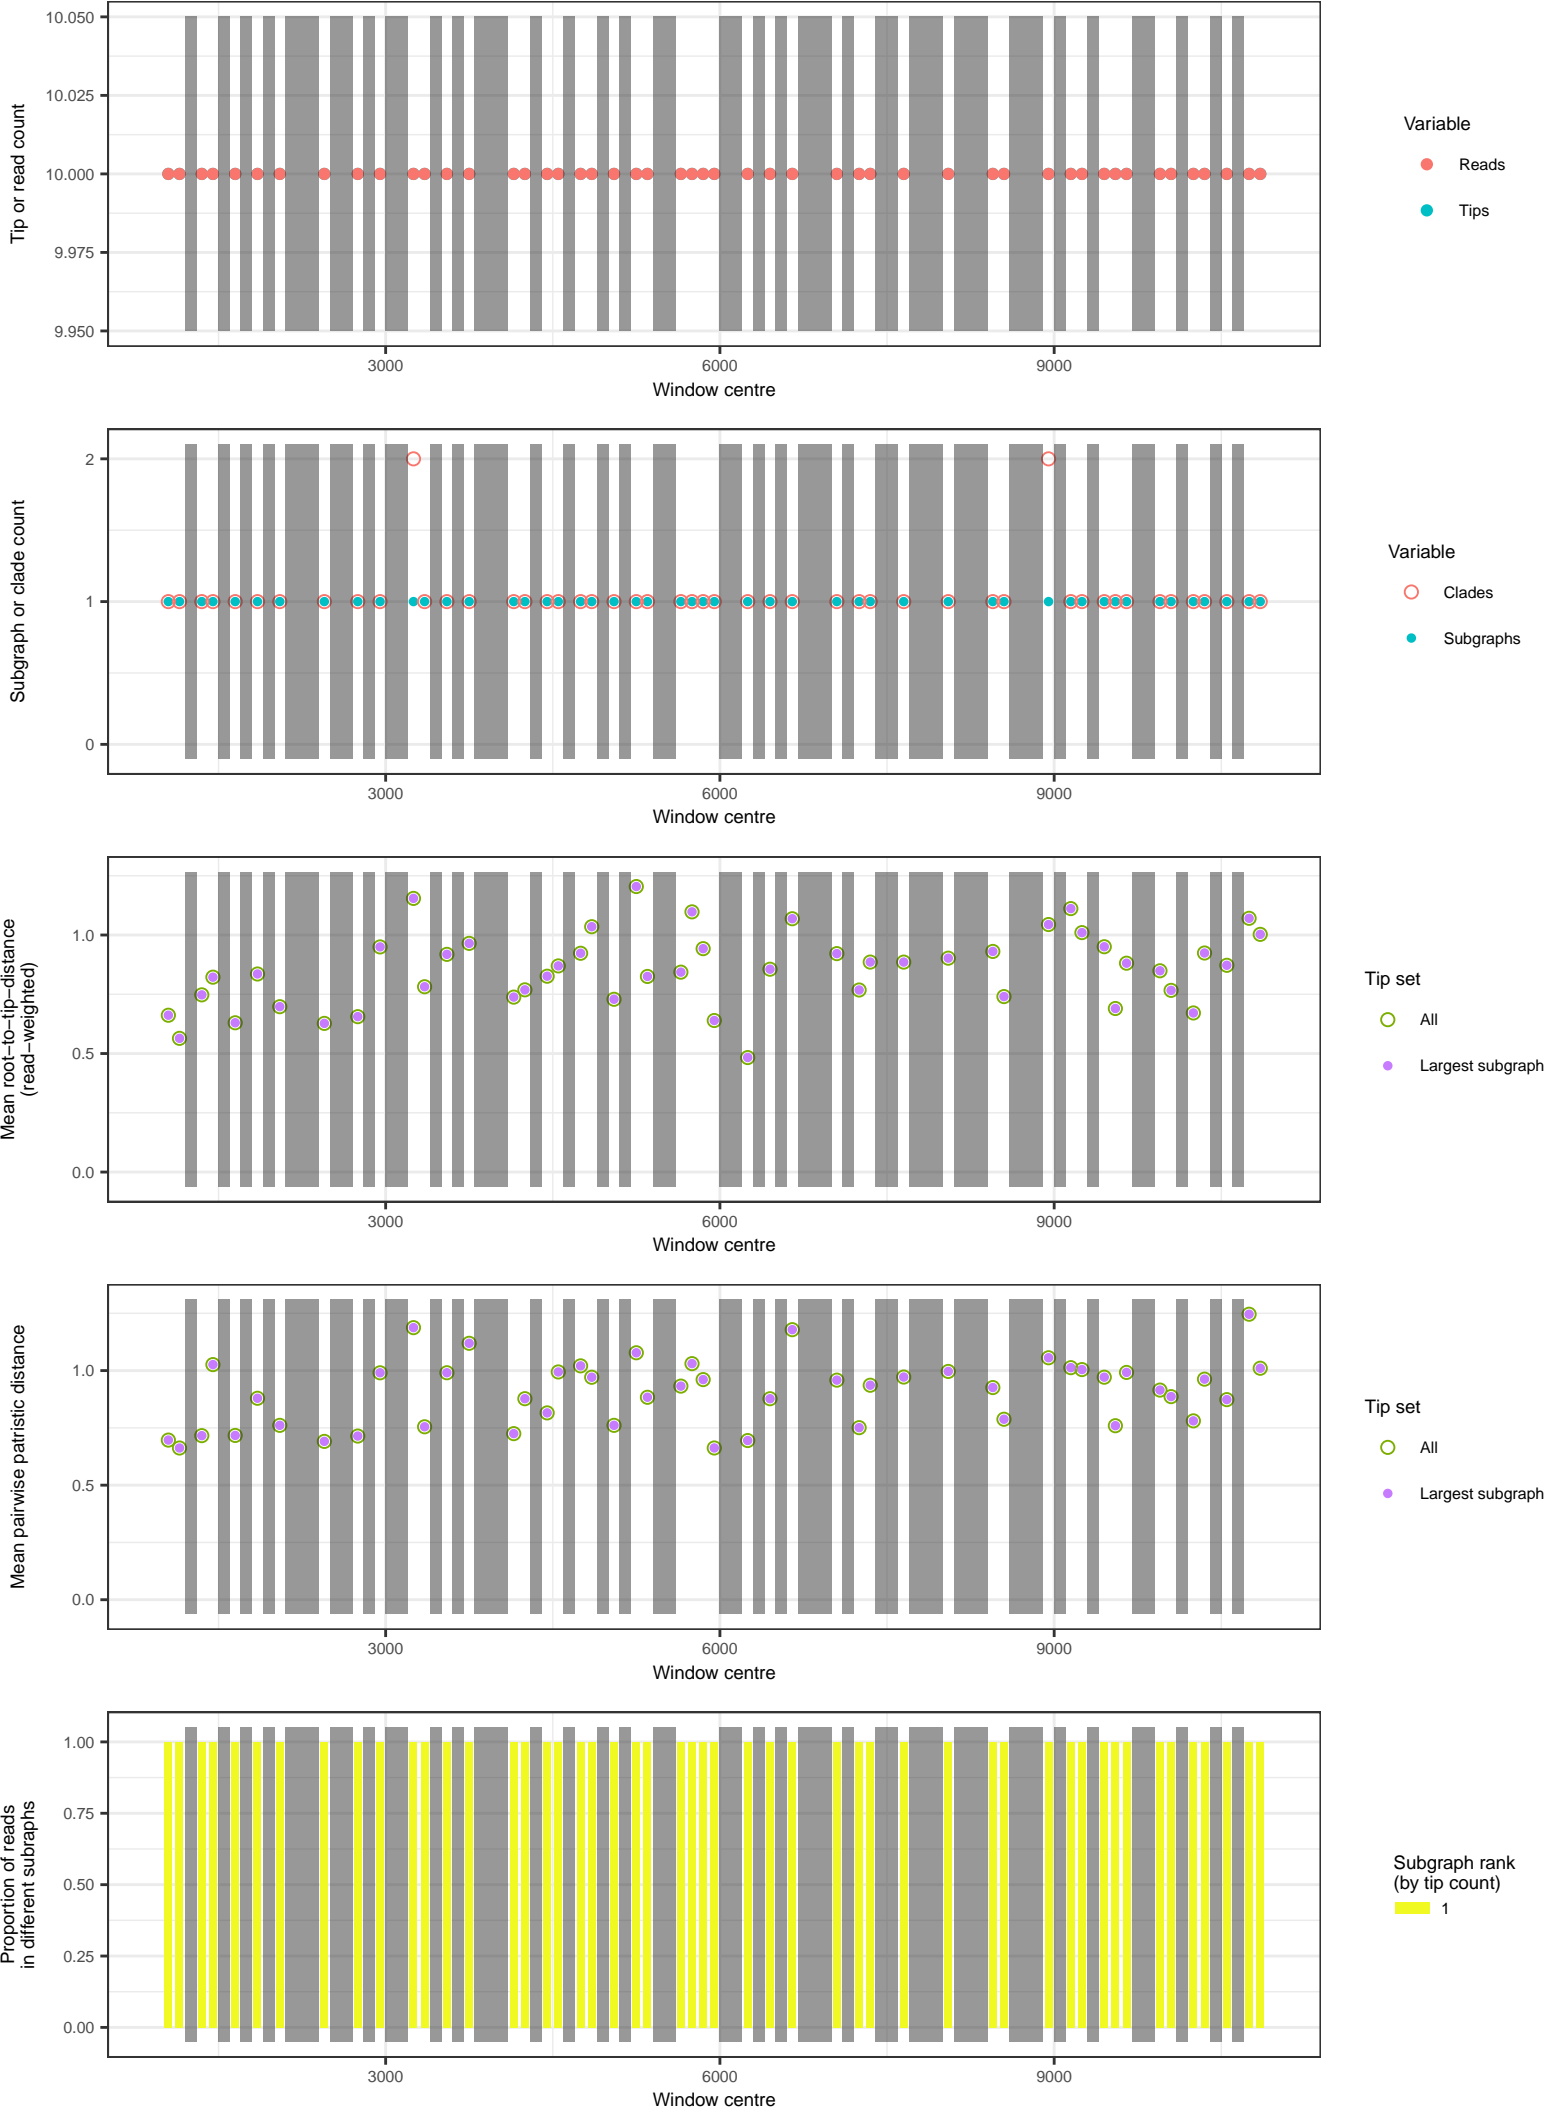 10.050
10.025
10.000
9.975
9.950
Tip or read count
3000
6000
9000
Window centre
Variable
Reads
Tips
2
1
0
Subgraph or clade count
3000
6000
9000
Window centre
Variable
Clades
Subgraphs
1.0
0.5
0.0
Mean root−to−tip−distance
(read−weighted)
3000
6000
9000
Window centre
Tip set
All
Largest subgraph
1.0
0.5
0.0
Mean pairwise patristic distance
3000
6000
9000
Window centre
Tip set
All
Largest subgraph
1.00
0.75
0.50
0.25
0.00
Proportion of reads
in different subraphs
3000
6000
9000
Window centre
Subgraph rank
(by tip count)
1